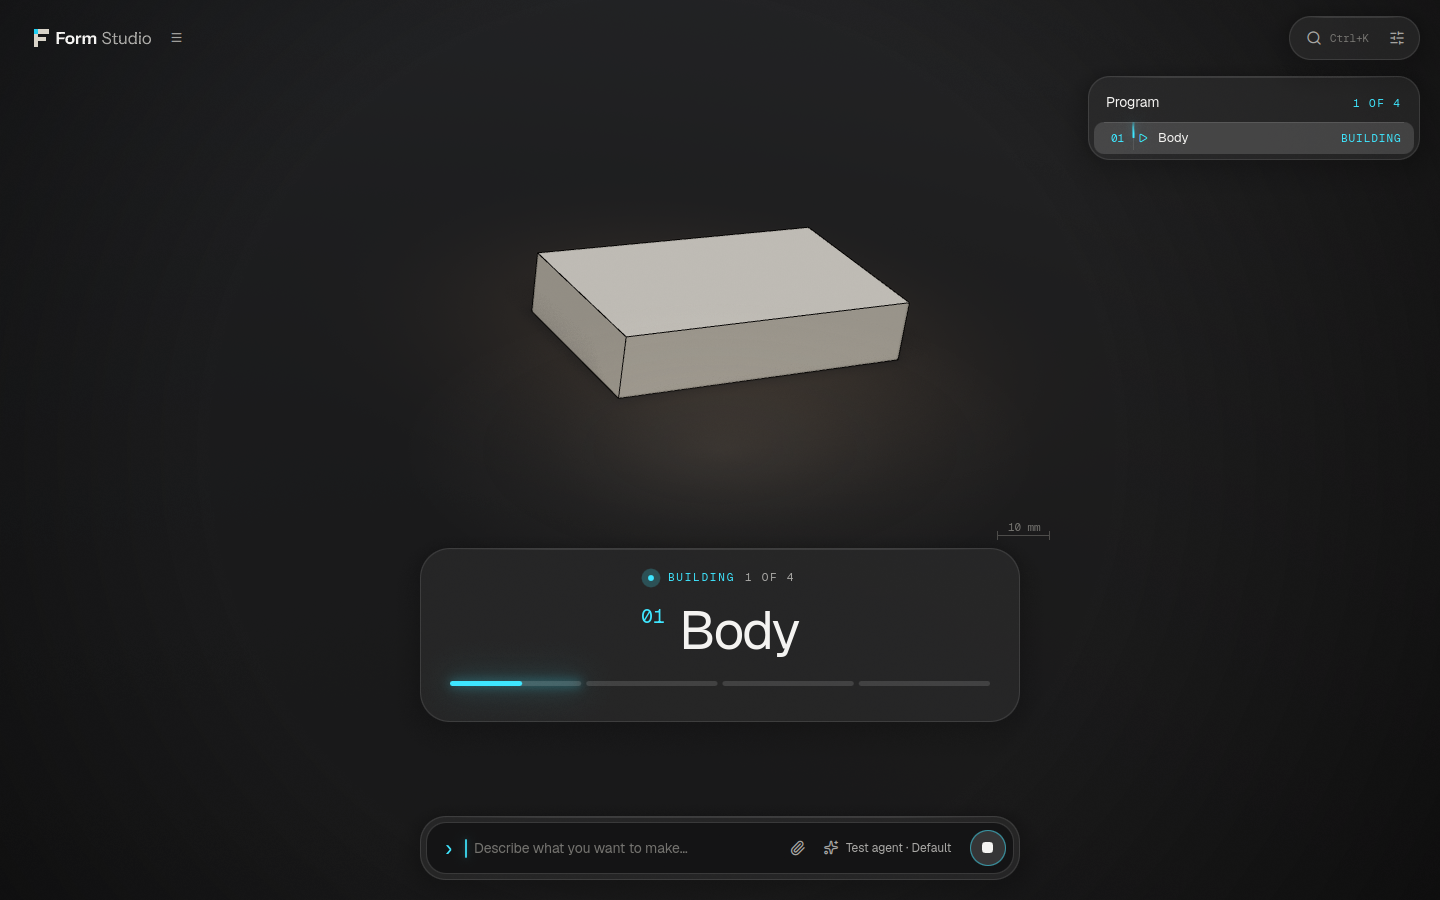 Form Studio
Ctrl+K
Program
1 OF 4
01 Body
BUILDING
10 mm
BUILDING 1 OF 4
01 Body
Describe what you want to make…
Test agent · Default